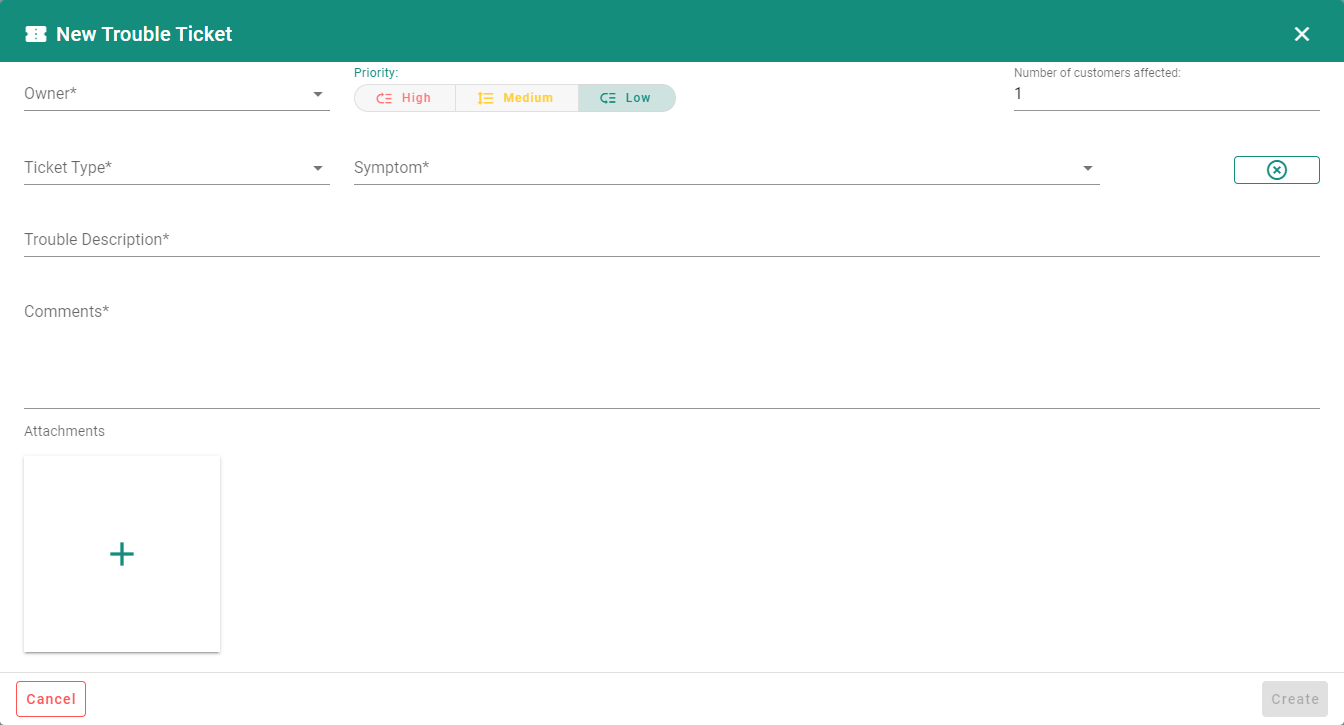 New Trouble Ticket
Priority:
Number of customers affected:
Owner*
High Medium Low
1
Ticket Type*
Symptom*
Trouble Description*
Comments*
Attachments
Cancel
Create